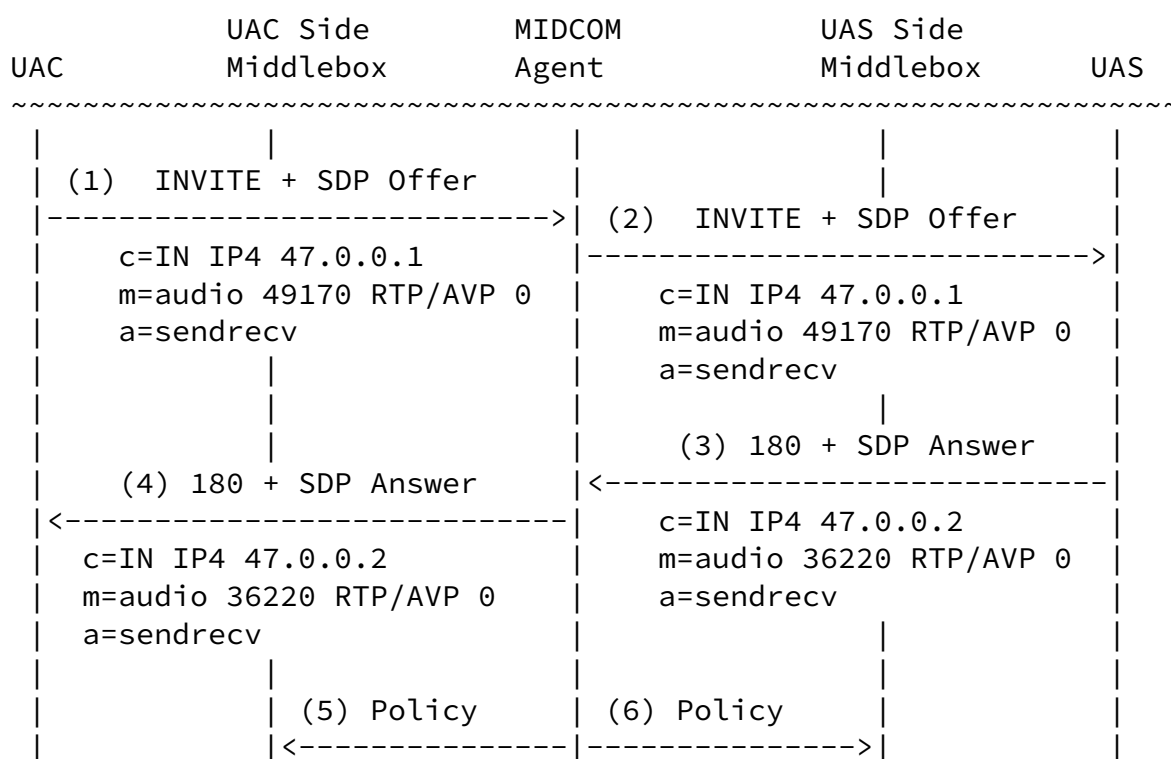 UAC Side MIDCOM UAS Side
UAC Middlebox Agent Middlebox UAS
~~~~~~~~~~~~~~~~~~~~~~~~~~~~~~~~~~~~~~~~~~~~~~~~~~~~~~~~~~~~~~~~~
| | | | |
| (1) INVITE + SDP Offer | | |
|---------------------------->| (2) INVITE + SDP Offer |
| c=IN IP4 47.0.0.1 |---------------------------->|
| m=audio 49170 RTP/AVP 0 | c=IN IP4 47.0.0.1 |
| a=sendrecv | m=audio 49170 RTP/AVP 0 |
| | | a=sendrecv |
| | | | |
| | | (3) 180 + SDP Answer |
| (4) 180 + SDP Answer |<----------------------------|
|<----------------------------| c=IN IP4 47.0.0.2 |
| c=IN IP4 47.0.0.2 | m=audio 36220 RTP/AVP 0 |
| m=audio 36220 RTP/AVP 0 | a=sendrecv |
| a=sendrecv | | |
| | | | |
| | (5) Policy | (6) Policy | |
| |<---------------|--------------->| |